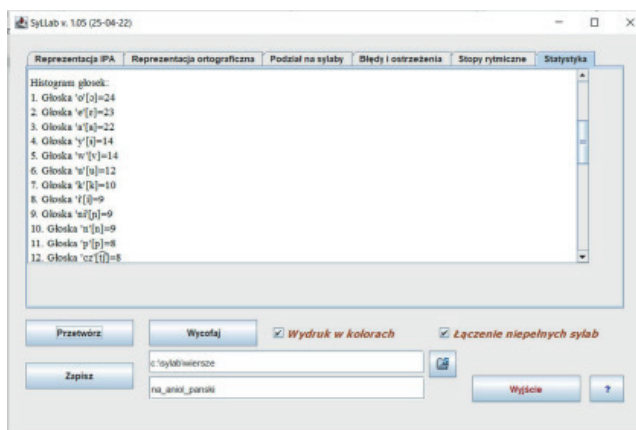 SylLab v. 1.05 (25-04-22)
Reprezentacja IPA Reprezentacja ortograficzna Podział na sylaby Błędy i ostrzeżenia Stopy rytmiczne Statystyka
Histogram głosek:
1. Głoska 'o'[ɔ]=24
2. Głoska 'e'[ɛ]=23
3. Głoska 'a'[a]=22
4. Głoska 'y'[ɨ]=14
5. Głoska 'w'[v]=14
6. Głoska 'u'[u]=12
7. Głoska 'k'[k]=10
8. Głoska 'i'[i]=9
9. Głoska 'ni'[ɲ]=9
10. Głoska 'n'[n]=9
11. Głoska 'p'[p]=8
12. Głoska 'cz'[t͡ʃ]=8
Przetwórz Wycofaj Wydruk w kolorach Łączenie niepełnych sylab
Zapisz
c:\sylab\wiersze
na_aniol_panski
Wyjście ?